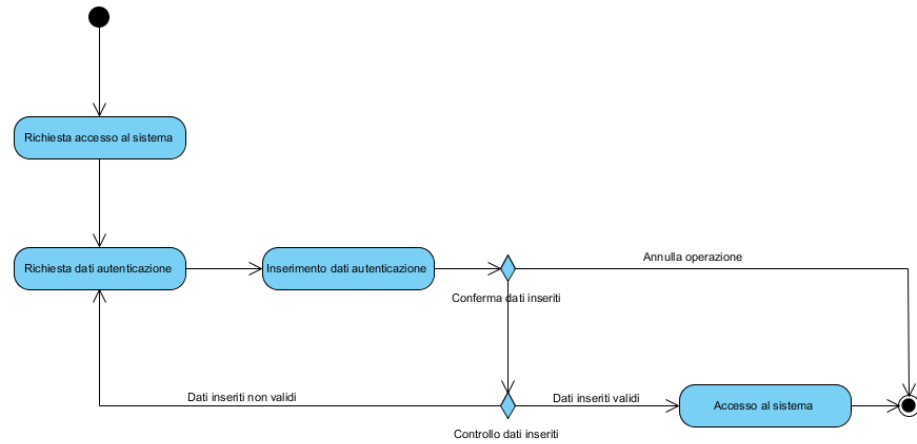 Richiesta accesso al sistema
Annulla operazione
Richiesta dati autenticazione
Inserimento dati autenticazione
Conferma dati inseriti
Dati inseriti non validi
Dati inseriti validi
Accesso al sistema
Controllo dati inseriti